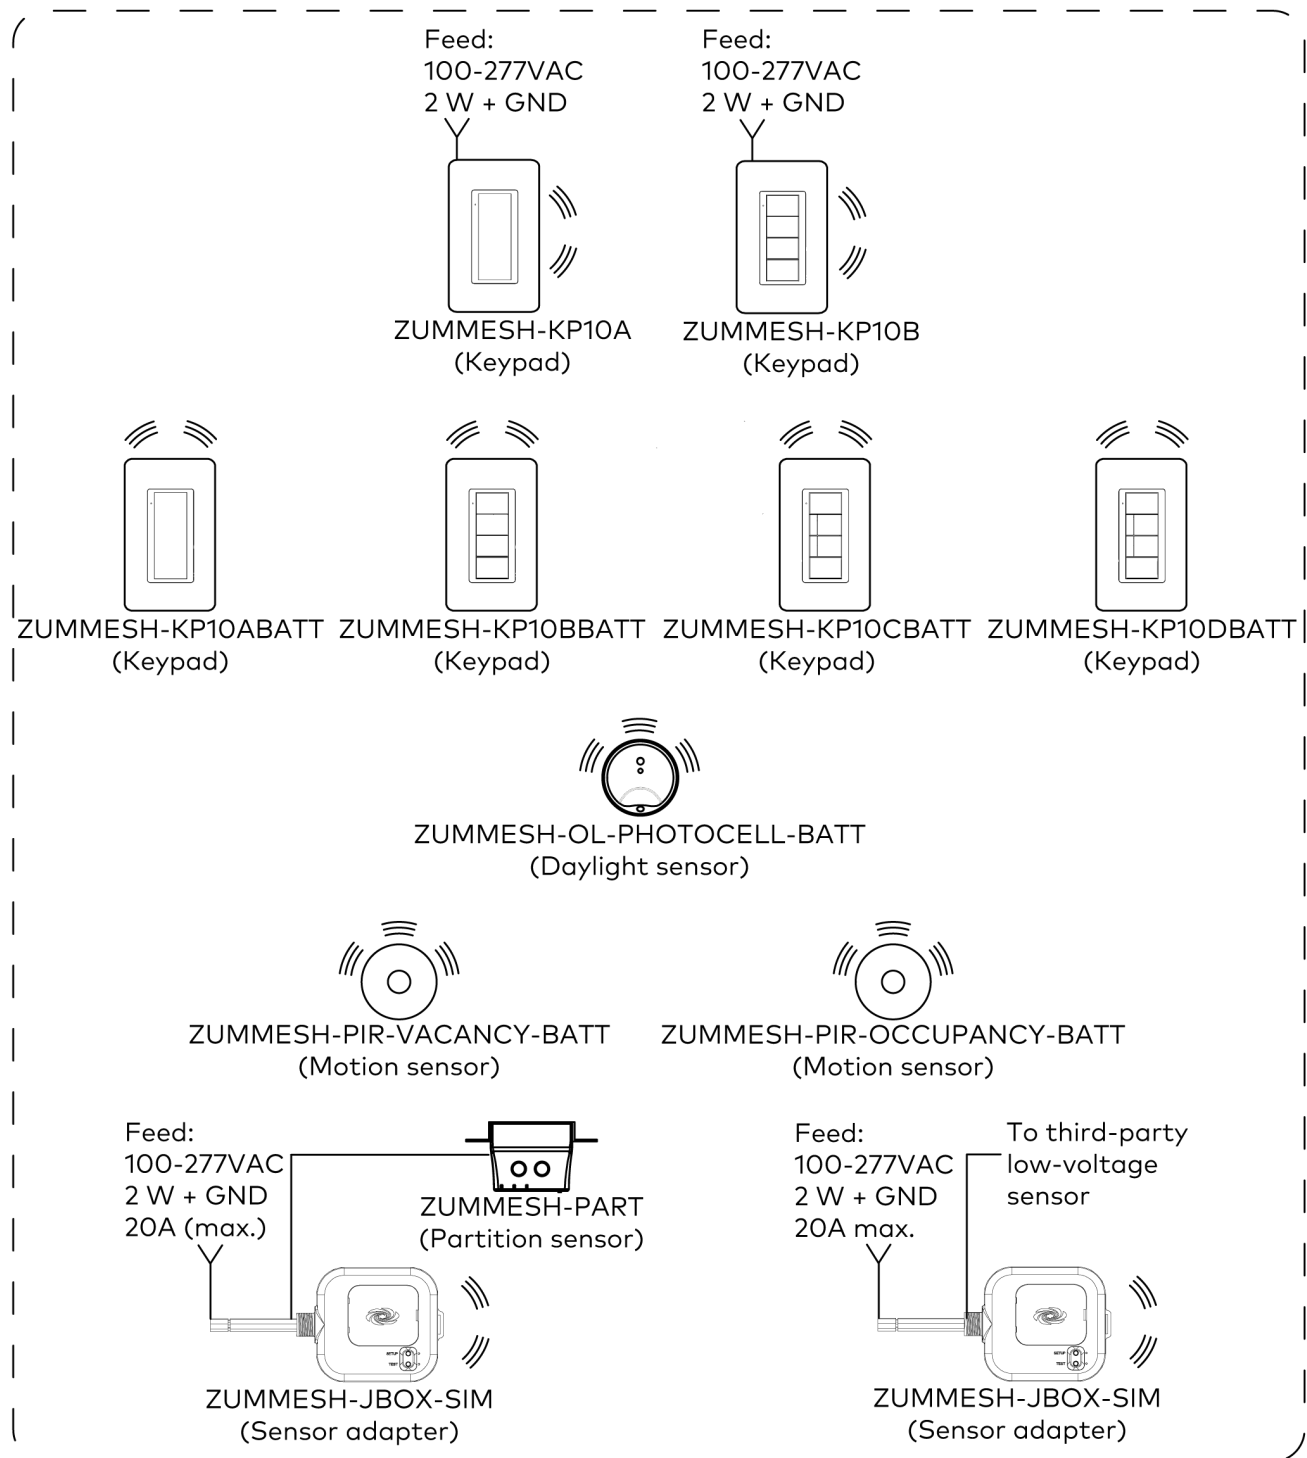 Feed:
100-277VAC
2 W + GND
Feed:
100-277VAC
2 W + GND
ZUMMESH-KP10A
(Keypad)
ZUMMESH-KP10B
(Keypad)
ZUMMESH-KP10ABATT
(Keypad)
ZUMMESH-KP10BBATT
(Keypad)
ZUMMESH-KP10CBATT
(Keypad)
ZUMMESH-KP10DBATT
(Keypad)
ZUMMESH-OL-PHOTOCELL-BATT
(Daylight sensor)
ZUMMESH-PIR-VACANCY-BATT
(Motion sensor)
ZUMMESH-PIR-OCCUPANCY-BATT
(Motion sensor)
Feed:
100-277VAC
2 W + GND
20A (max.)
ZUMMESH-PART
(Partition sensor)
SETUP
TEST
ZUMMESH-JBOX-SIM
(Sensor adapter)
Feed:
100-277VAC
2 W + GND
20A max.
To third-party
low-voltage
sensor
SETUP
TEST
ZUMMESH-JBOX-SIM
(Sensor adapter)